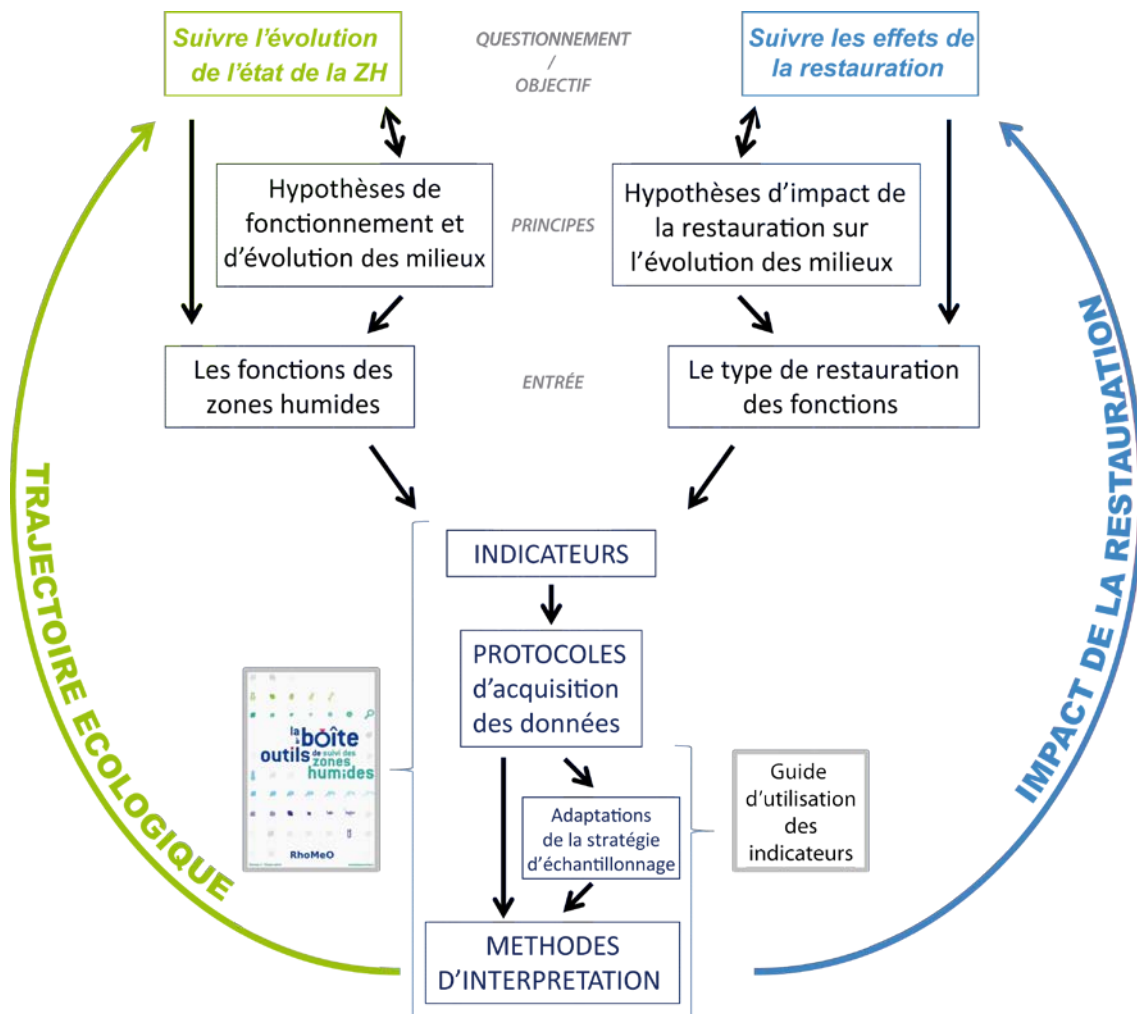 Suivre l'évolution
de l'état de la ZH
QUESTIONNEMENT
/
OBJECTIF
Suivre les effets de
la restauration
Hypothèses de
fonctionnement et
d'évolution des milieux
PRINCIPES
Hypothèses d'impact de
la restauration sur
l'évolution des milieux
Les fonctions des
zones humides
ENTRÉE
Le type de restauration
des fonctions
TRAJECTOIRE ECOLOGIQUE
IMPACT DE LA RESTAURATION
INDICATEURS
PROTOCOLES
d'acquisition
des données
la boîte
à outils de suivi des
zones
humides
RhoMeO
Adaptations
de la stratégie
d'échantillonnage
Guide
d'utilisation
des
indicateurs
METHODES
D'INTERPRETATION